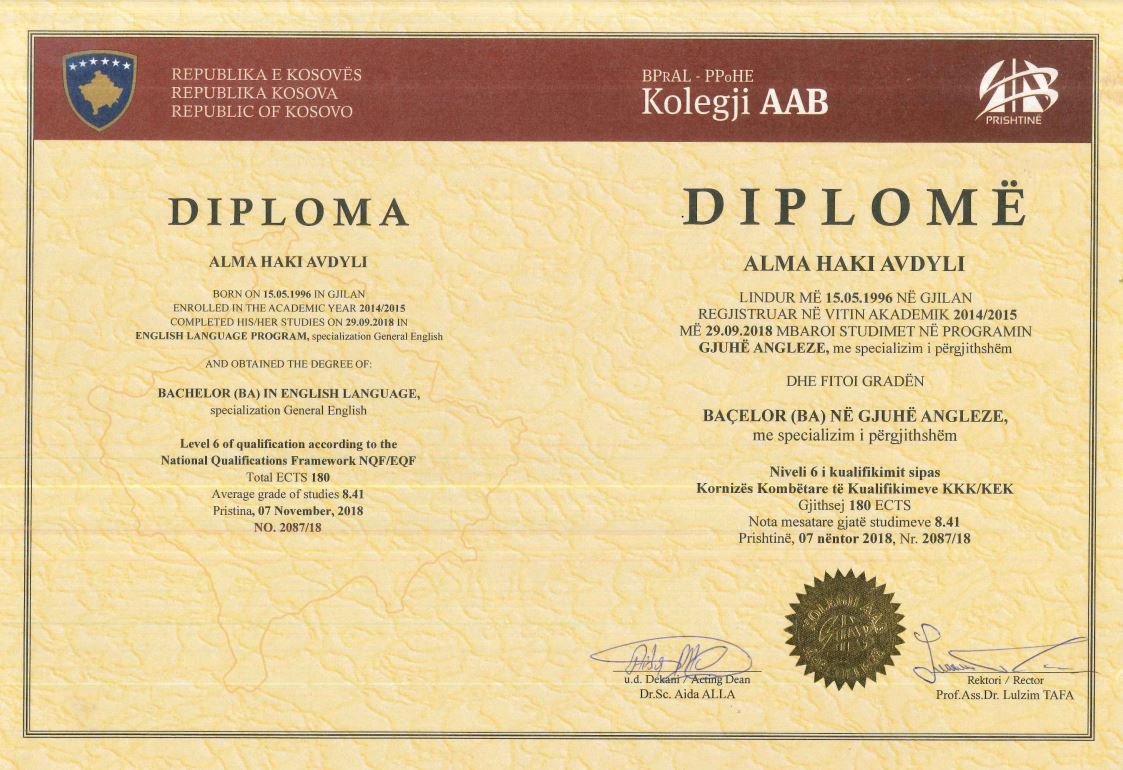 REPUBLIKA E KOSOVËS
REPUBLIKA KOSOVA
REPUBLIC OF KOSOVO
BPRAL - PPOHE
Kolegji AAB
AAB
PRISHTINË
DIPLOMA
ALMA HAKI AVDYLI
BORN ON 15.05.1996 IN GJILAN
ENROLLED IN THE ACADEMIC YEAR 2014/2015
COMPLETED HIS/HER STUDIES ON 29.09.2018 IN
ENGLISH LANGUAGE PROGRAM, specialization General English
AND OBTAINED THE DEGREE OF:
BACHELOR (BA) IN ENGLISH LANGUAGE,
specialization General English
Level 6 of qualification according to the
National Qualifications Framework NQF/EQF
Total ECTS 180
Average grade of studies 8.41
Pristina, 07 November, 2018
NO. 2087/18
DIPLOMË
ALMA HAKI AVDYLI
LINDUR MË 15.05.1996 NË GJILAN
REGJISTRUAR NË VITIN AKADEMIK 2014/2015
MË 29.09.2018 MBAROI STUDIMET NË PROGRAMIN
GJUHË ANGLEZE, me specializim i përgjithshëm
DHE FITOI GRADËN
BAÇELOR (BA) NË GJUHË ANGLEZE,
me specializim i përgjithshëm
Niveli 6 i kualifikimit sipas
Kornizës Kombëtare të Kualifikimeve KKK/KEK
Gjithsej 180 ECTS
Nota mesatare gjatë studimeve 8.41
Prishtinë, 07 nëntor 2018, Nr. 2087/18
KOLEGJI AAB
u.d. Dekani / Acting Dean
Dr.Sc. Aida ALLA
Rektori / Rector
Prof.Ass.Dr. Lulzim TAFA